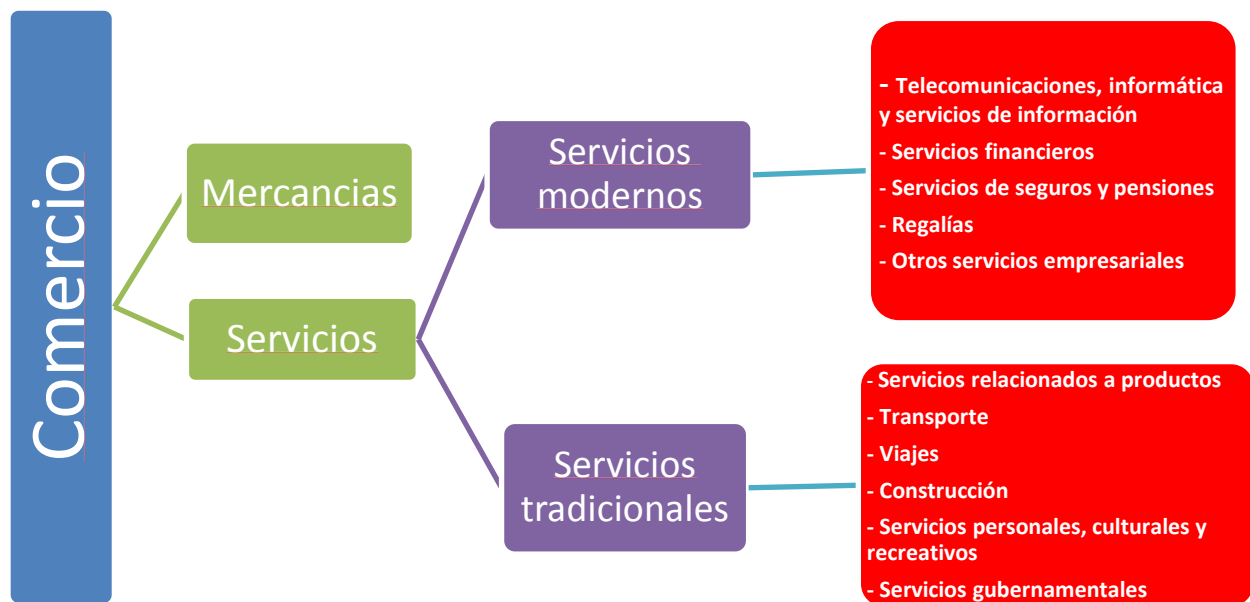 Comercio
Mercancias
Servicios
Servicios
modernos
Servicios
tradicionales
- Telecomunicaciones, informática
y servicios de información
- Servicios financieros
- Servicios de seguros y pensiones
- Regalías
- Otros servicios empresariales
- Servicios relacionados a productos
- Transporte
- Viajes
- Construcción
- Servicios personales, culturales y
recreativos
- Servicios gubernamentales